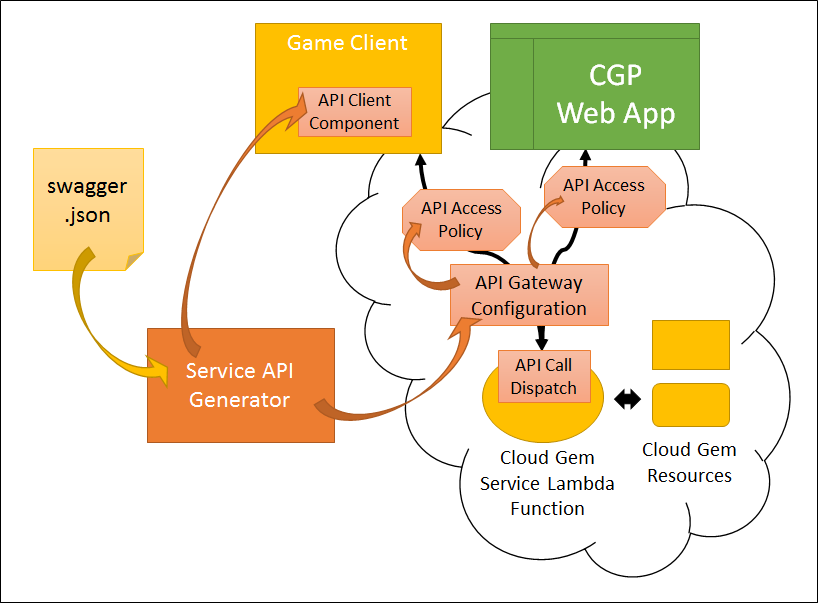 Game Client
API Client
Component
CGP
Web App
swagger
.json
API Access
Policy
API Access
Policy
API Gateway
Configuration
Service API
Generator
API Call
Dispatch
Cloud Gem
Service Lambda
Function
Cloud Gem
Resources